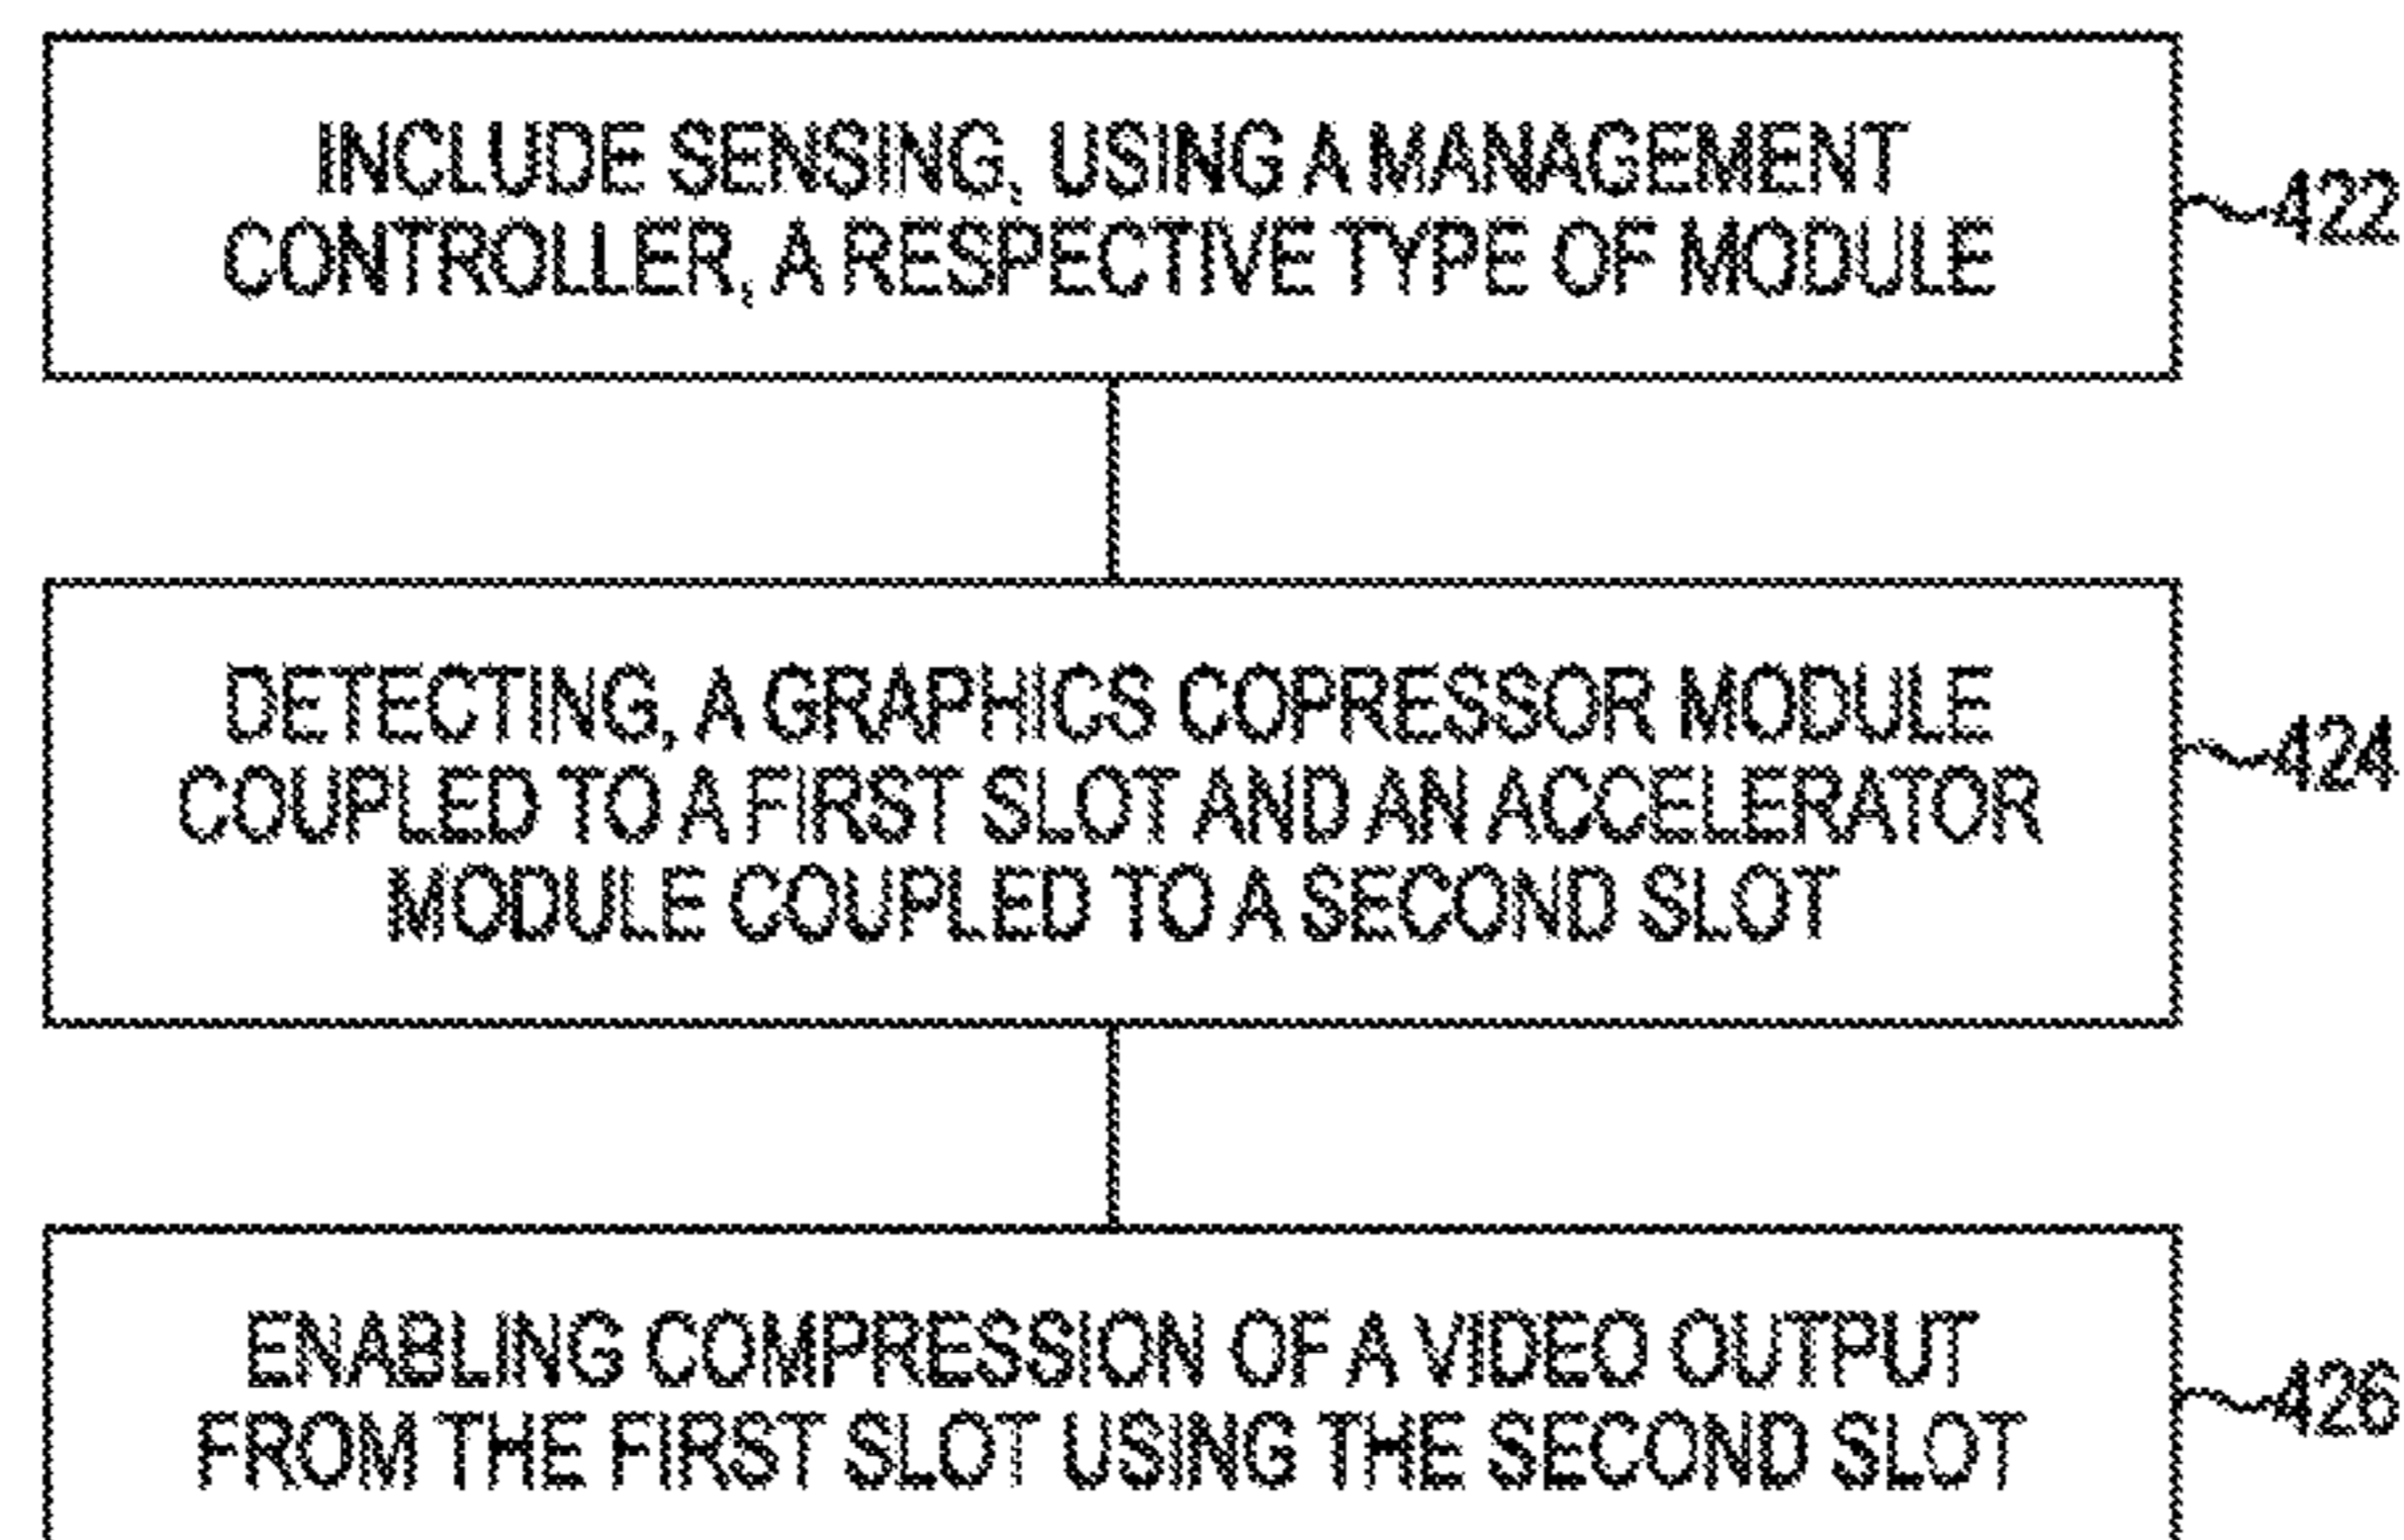 INCLUDE SENSING, USING A MANAGEMENT
CONTROLLER, A RESPECTIVE TYPE OF MODULE
422
DETECTING, A GRAPHICS COPRESSOR MODULE
COUPLED TO A FIRST SLOT AND AN ACCELERATOR
MODULE COUPLED TO A SECOND SLOT
424
ENABLING COMPRESSION OF A VIDEO OUTPUT
FROM THE FIRST SLOT USING THE SECOND SLOT
426